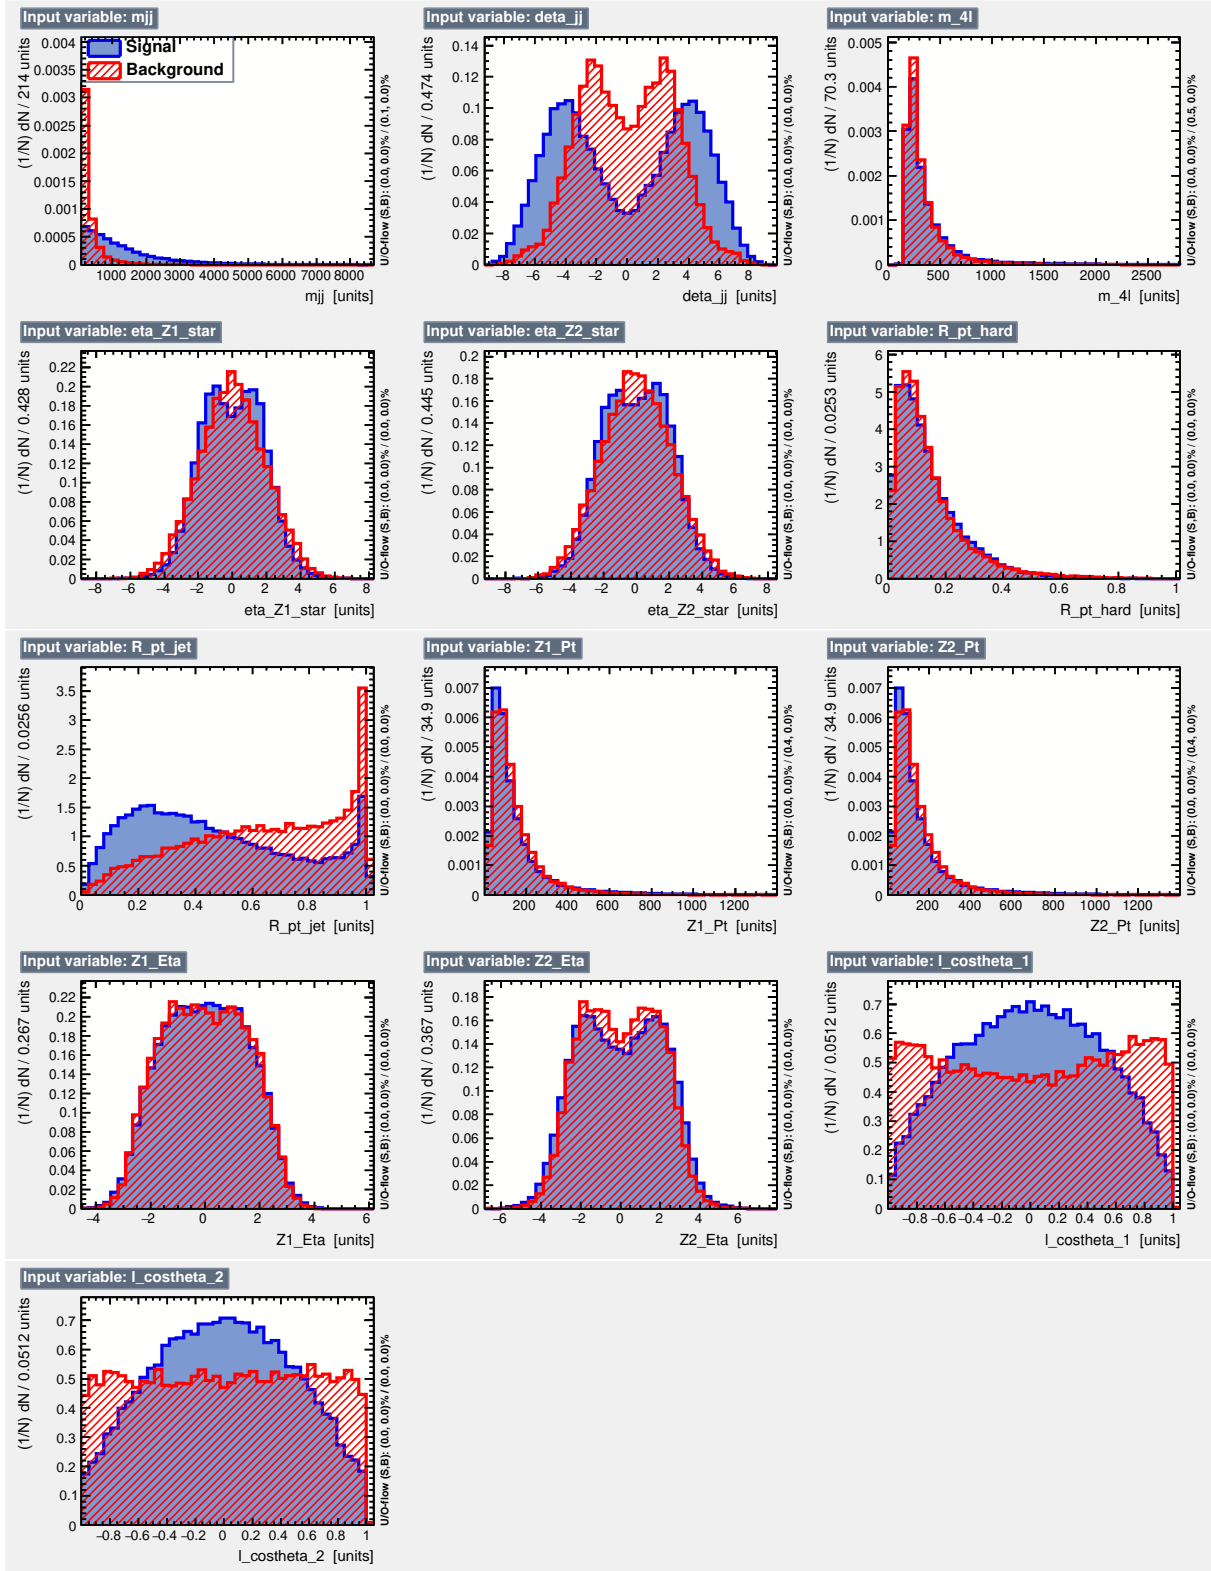 Input variable: mjj
(1/N) dN / 214 units
0.004
0.0035
0.003
0.0025
0.002
0.0015
0.001
0.0005
0
Signal
Background
1000 2000 3000 4000 5000 6000 7000 8000
mjj [units]
U/O-flow (S,B): (0.0, 0.0)% / (0.1, 0.0)%
Input variable: deta_jj
(1/N) dN / 0.474 units
0.14
0.12
0.1
0.08
0.06
0.04
0.02
0
−8 −6 −4 −2 0 2 4 6 8
deta_jj [units]
U/O-flow (S,B): (0.0, 0.0)% / (0.0, 0.0)%
Input variable: m_4l
(1/N) dN / 70.3 units
0.005
0.004
0.003
0.002
0.001
0
0 500 1000 1500 2000 2500
m_4l [units]
U/O-flow (S,B): (0.0, 0.0)% / (0.5, 0.0)%
Input variable: eta_Z1_star
(1/N) dN / 0.428 units
0.22
0.2
0.18
0.16
0.14
0.12
0.1
0.08
0.06
0.04
0.02
0
−8 −6 −4 −2 0 2 4 6 8
eta_Z1_star [units]
U/O-flow (S,B): (0.0, 0.0)% / (0.0, 0.0)%
Input variable: eta_Z2_star
(1/N) dN / 0.445 units
0.2
0.18
0.16
0.14
0.12
0.1
0.08
0.06
0.04
0.02
0
−8 −6 −4 −2 0 2 4 6 8
eta_Z2_star [units]
U/O-flow (S,B): (0.0, 0.0)% / (0.0, 0.0)%
Input variable: R_pt_hard
(1/N) dN / 0.0253 units
6
5
4
3
2
1
0
0 0.2 0.4 0.6 0.8 1
R_pt_hard [units]
U/O-flow (S,B): (0.0, 0.0)% / (0.0, 0.0)%
Input variable: R_pt_jet
(1/N) dN / 0.0256 units
3.5
3
2.5
2
1.5
1
0.5
0
0 0.2 0.4 0.6 0.8 1
R_pt_jet [units]
U/O-flow (S,B): (0.0, 0.0)% / (0.0, 0.0)%
Input variable: Z1_Pt
(1/N) dN / 34.9 units
0.007
0.006
0.005
0.004
0.003
0.002
0.001
0
200 400 600 800 1000 1200
Z1_Pt [units]
U/O-flow (S,B): (0.0, 0.0)% / (0.4, 0.0)%
Input variable: Z2_Pt
(1/N) dN / 34.9 units
0.007
0.006
0.005
0.004
0.003
0.002
0.001
0
200 400 600 800 1000 1200
Z2_Pt [units]
U/O-flow (S,B): (0.0, 0.0)% / (0.4, 0.0)%
Input variable: Z1_Eta
(1/N) dN / 0.267 units
0.22
0.2
0.18
0.16
0.14
0.12
0.1
0.08
0.06
0.04
0.02
0
−4 −2 0 2 4 6
Z1_Eta [units]
U/O-flow (S,B): (0.0, 0.0)% / (0.0, 0.0)%
Input variable: Z2_Eta
(1/N) dN / 0.367 units
0.18
0.16
0.14
0.12
0.1
0.08
0.06
0.04
0.02
0
−6 −4 −2 0 2 4 6
Z2_Eta [units]
U/O-flow (S,B): (0.0, 0.0)% / (0.0, 0.0)%
Input variable: l_costheta_1
(1/N) dN / 0.0512 units
0.7
0.6
0.5
0.4
0.3
0.2
0.1
0
−0.8 −0.6 −0.4 −0.2 0 0.2 0.4 0.6 0.8 1
l_costheta_1 [units]
U/O-flow (S,B): (0.0, 0.0)% / (0.0, 0.0)%
Input variable: l_costheta_2
(1/N) dN / 0.0512 units
0.7
0.6
0.5
0.4
0.3
0.2
0.1
0
−0.8 −0.6 −0.4 −0.2 0 0.2 0.4 0.6 0.8 1
l_costheta_2 [units]
U/O-flow (S,B): (0.0, 0.0)% / (0.0, 0.0)%